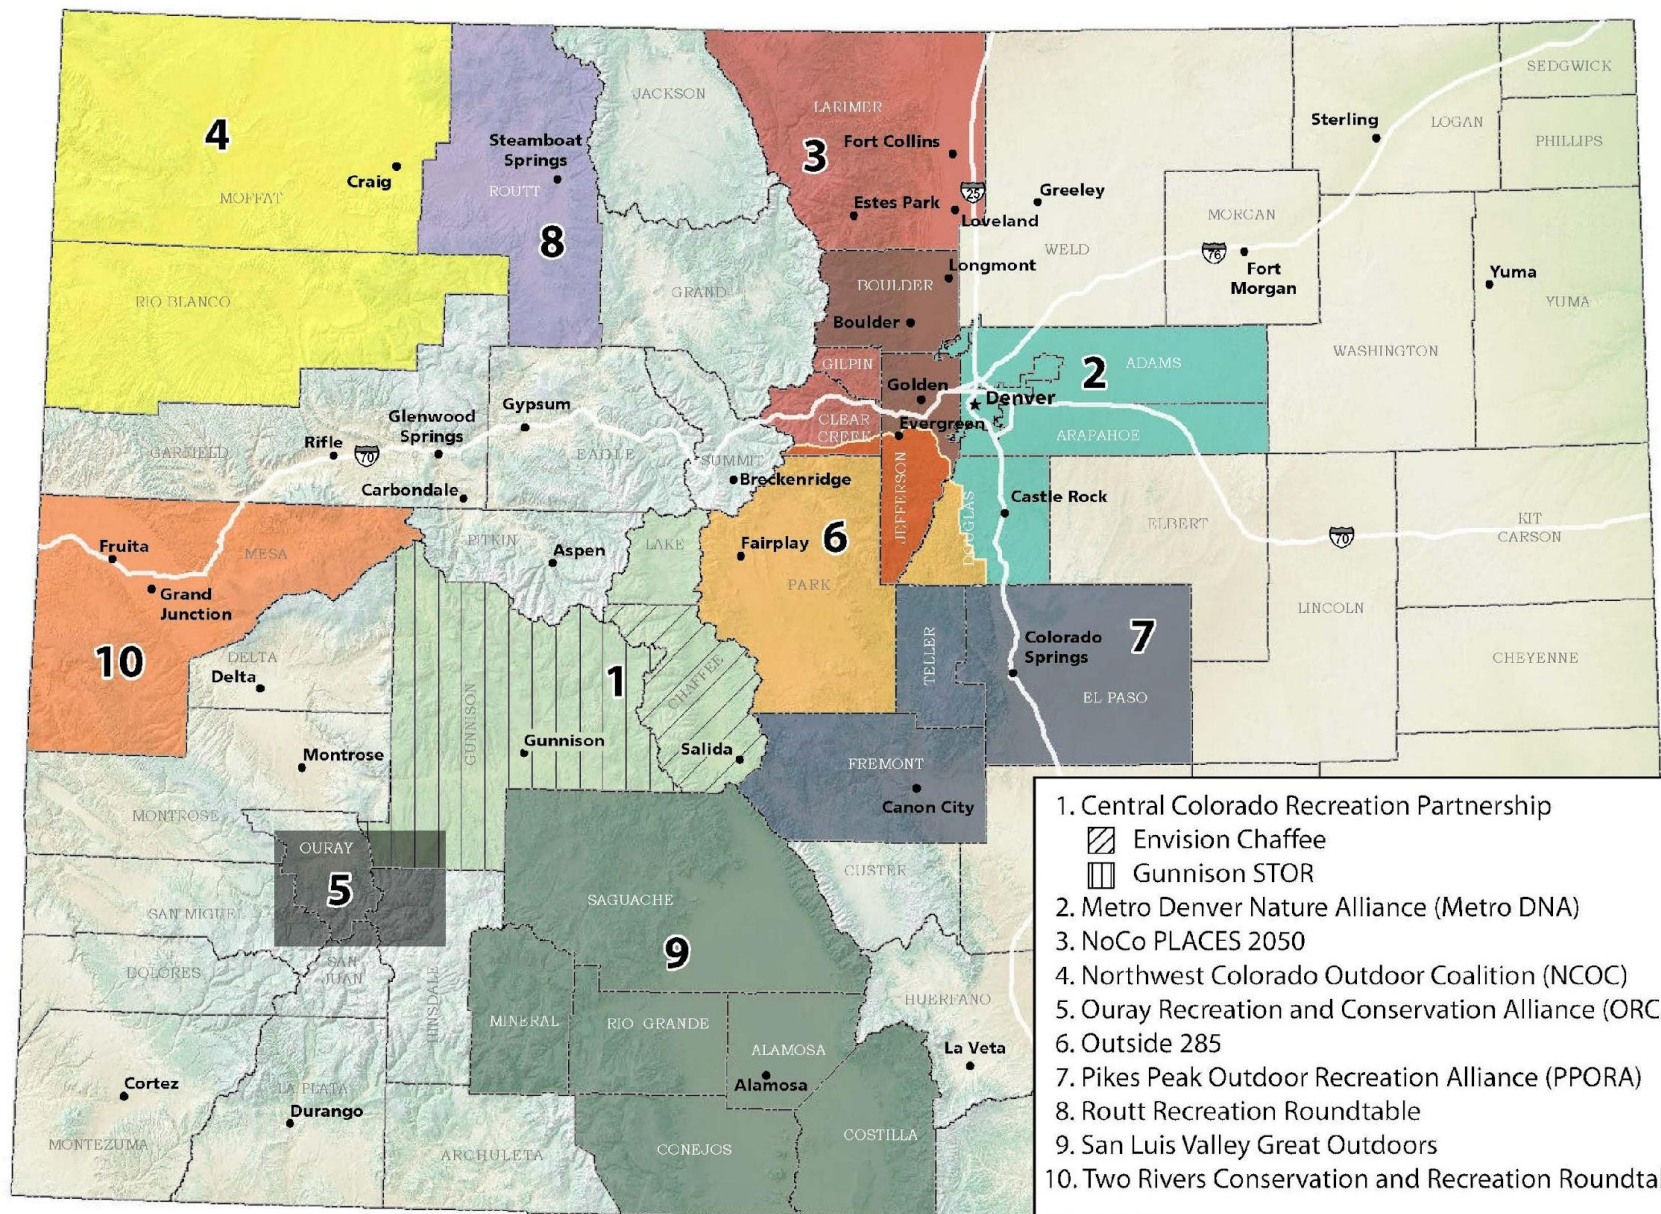 SEDGWICK
JACKSON
LARIMER
Sterling
LOGAN
PHILLIPS
4
Steamboat
Springs
3
Fort Collins
Craig
MOFFAT
ROUTT
25
Greeley
Estes Park
Loveland
MORGAN
8
WELD
76
Longmont
Fort
Morgan
Yuma
RIO BLANCO
GRAND
BOULDER
YUMA
Boulder
GILPIN
2
ADAMS
WASHINGTON
Golden
Denver
Gypsum
Glenwood
Springs
CLEAR
CREEK
Evergreen
ARAPAHOE
Rifle
70
GARFIELD
EAGLE
SUMMIT
Carbondale
Breckenridge
JEFFERSON
DOUGLAS
Castle Rock
ELBERT
KIT
CARSON
70
Fruita
MESA
PITKIN
Aspen
LAKE
Fairplay
6
PARK
Grand
Junction
LINCOLN
10
DELTA
Delta
1
CHAFFEE
TELLER
Colorado
Springs
7
CHEYENNE
EL PASO
GUNNISON
Gunnison
Salida
Montrose
FREMONT
Canon City
MONTROSE
OURAY
5
CUSTER
SAGUACHE
SAN MIGUEL
9
DOLORES
SAN
JUAN
HINSDALE
MINERAL
RIO GRANDE
ALAMOSA
HUERFANO
La Veta
Alamosa
Cortez
LA PLATA
Durango
MONTEZUMA
ARCHULETA
CONEJOS
COSTILLA
1. Central Colorado Recreation Partnership
Envision Chaffee
Gunnison STOR
2. Metro Denver Nature Alliance (Metro DNA)
3. NoCo PLACES 2050
4. Northwest Colorado Outdoor Coalition (NCOC)
5. Ouray Recreation and Conservation Alliance (ORC
6. Outside 285
7. Pikes Peak Outdoor Recreation Alliance (PPORA)
8. Routt Recreation Roundtable
9. San Luis Valley Great Outdoors
10. Two Rivers Conservation and Recreation Roundta